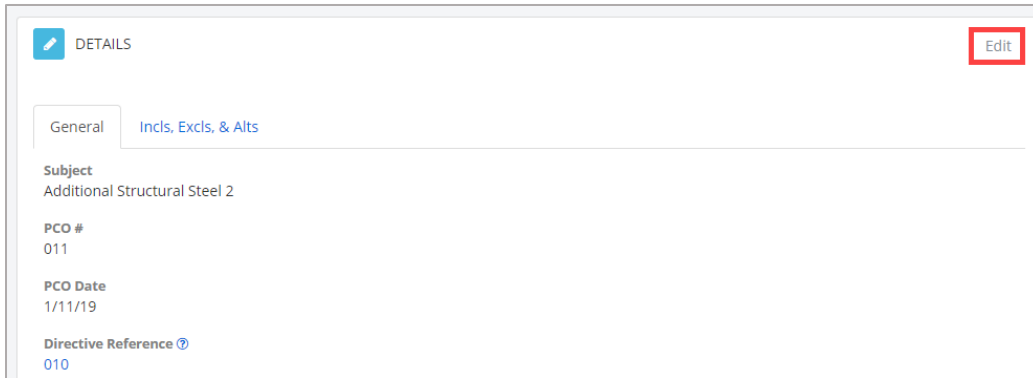 DETAILS
Edit
General
Incls, Excls, & Alts
Subject
Additional Structural Steel 2
PCO #
011
PCO Date
1/11/19
Directive Reference ?
010